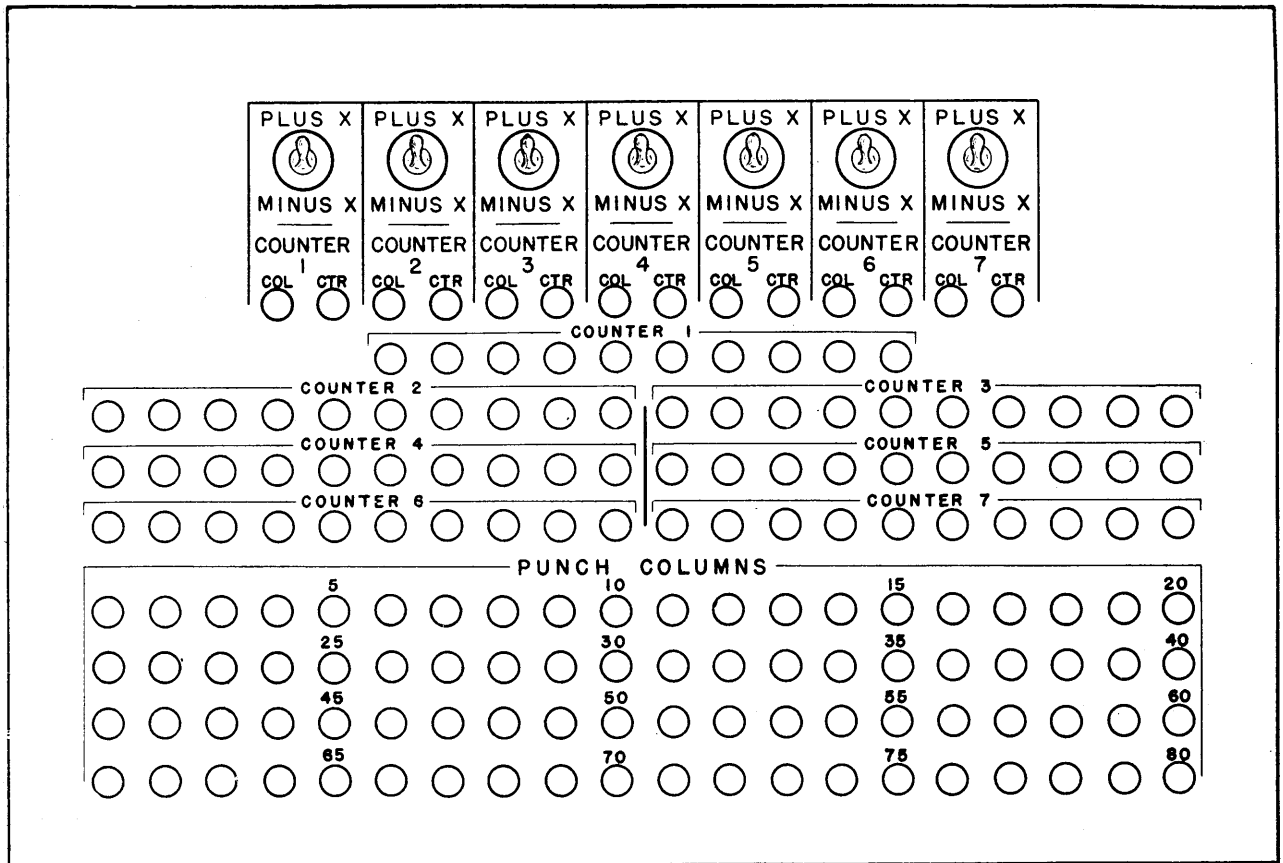 PLUS X PLUS X PLUS X PLUS X PLUS X PLUS X PLUS X
MINUS X MINUS X MINUS X MINUS X MINUS X MINUS X MINUS X
COUNTER COUNTER COUNTER COUNTER COUNTER COUNTER COUNTER
1 2 3 4 5 6 7
COL CTR COL CTR COL CTR COL CTR COL CTR COL CTR COL CTR
COUNTER 1
COUNTER 2 COUNTER 3
COUNTER 4 COUNTER 5
COUNTER 6 COUNTER 7
PUNCH COLUMNS
5 10 15 20
25 30 35 40
45 50 55 60
65 70 75 80